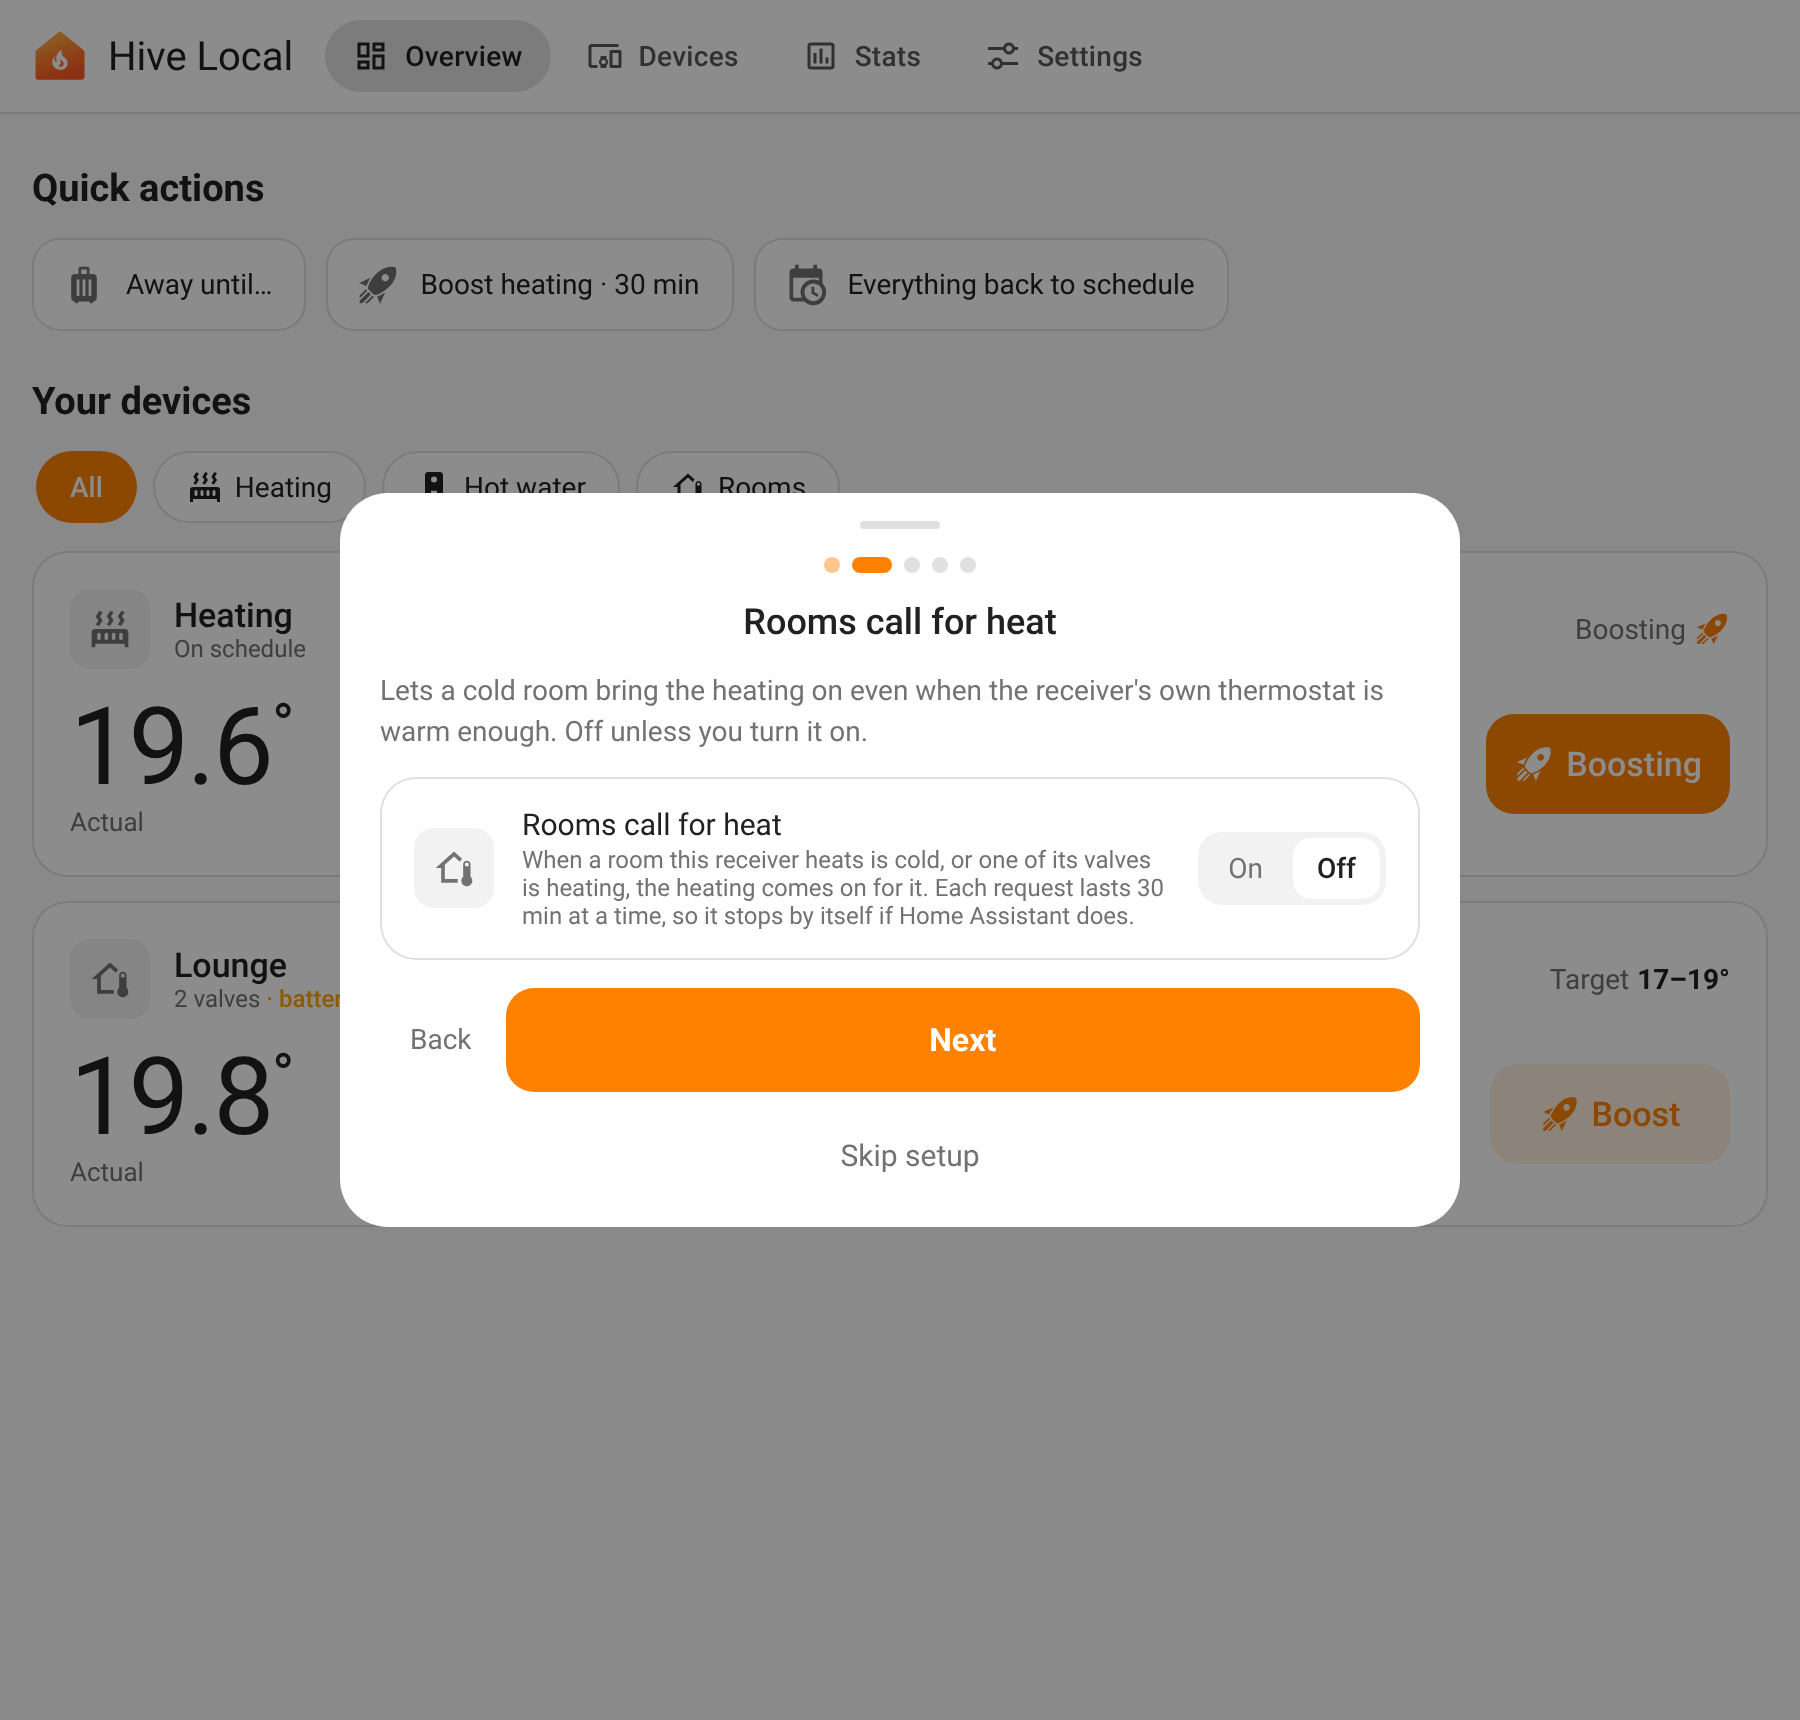 Hive Local
Overview
Devices
Stats
Settings
Quick actions
Away until...
Boost heating · 30 min
Everything back to schedule
Your devices
All
Heating
Hot water
Rooms
Heating
On schedule
19.6°
Actual
Boosting
Boosting
Lounge
2 valves ·
19.8°
Actual
Target 17–19°
Boost
Rooms call for heat
Lets a cold room bring the heating on even when the receiver's own thermostat is
warm enough. Off unless you turn it on.
Rooms call for heat
When a room this receiver heats is cold, or one of its valves
is heating, the heating comes on for it. Each request lasts 30
min at a time, so it stops by itself if Home Assistant does.
On
Off
Back
Next
Skip setup